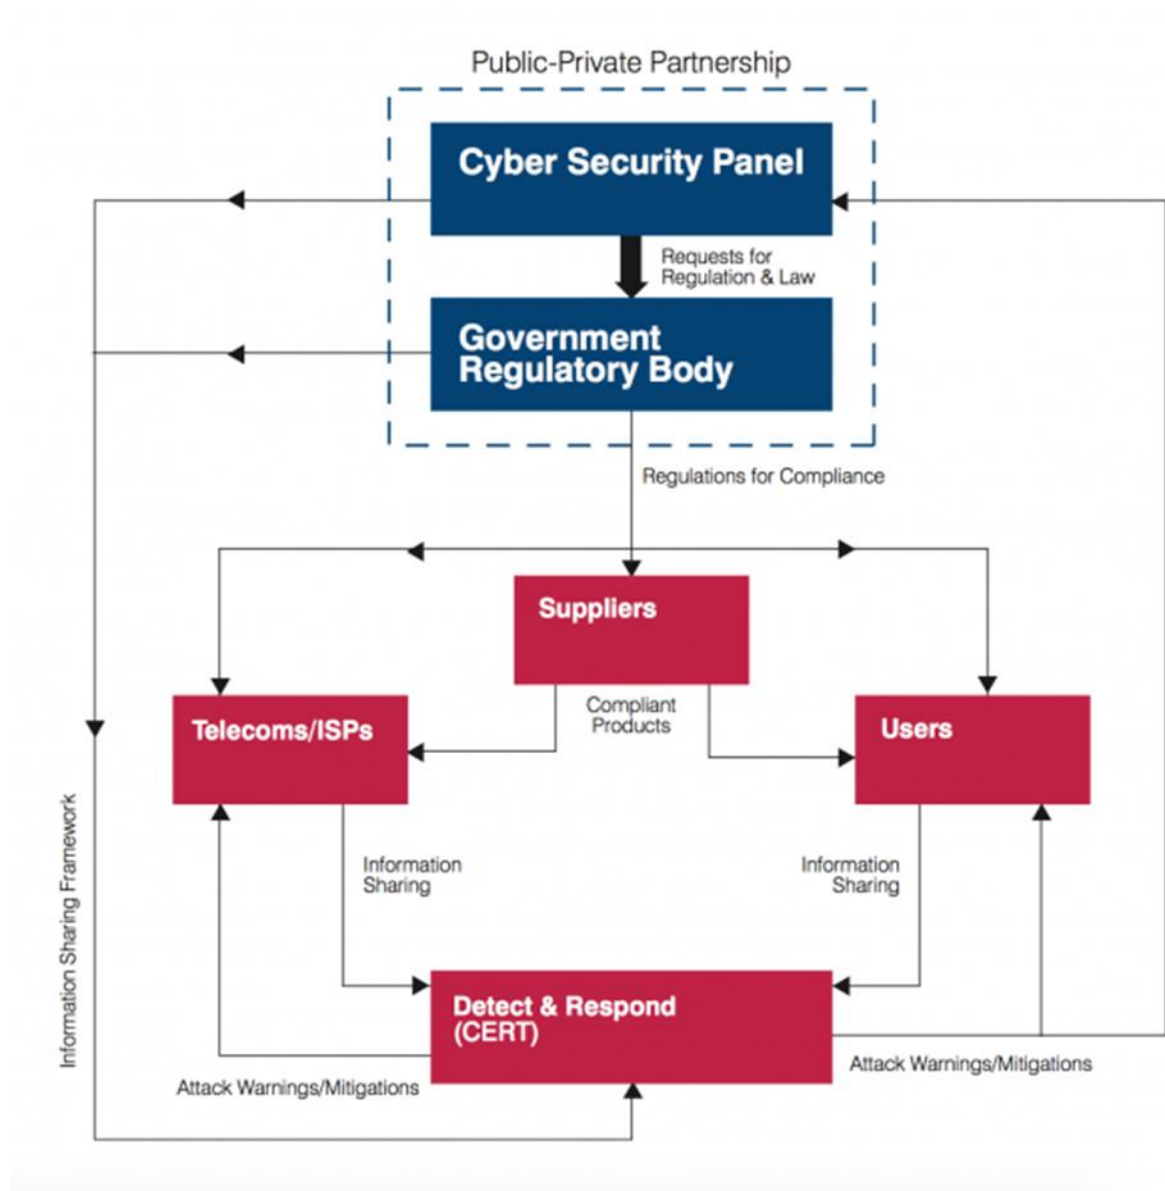 Public-Private Partnership
Cyber Security Panel
Requests for
Regulation & Law
Government
Regulatory Body
Regulations for Compliance
Suppliers
Compliant
Products
Telecoms/ISPs
Users
Information
Sharing
Information
Sharing
Information Sharing Framework
Detect & Respond
(CERT)
Attack Warnings/Mitigations
Attack Warnings/Mitigations